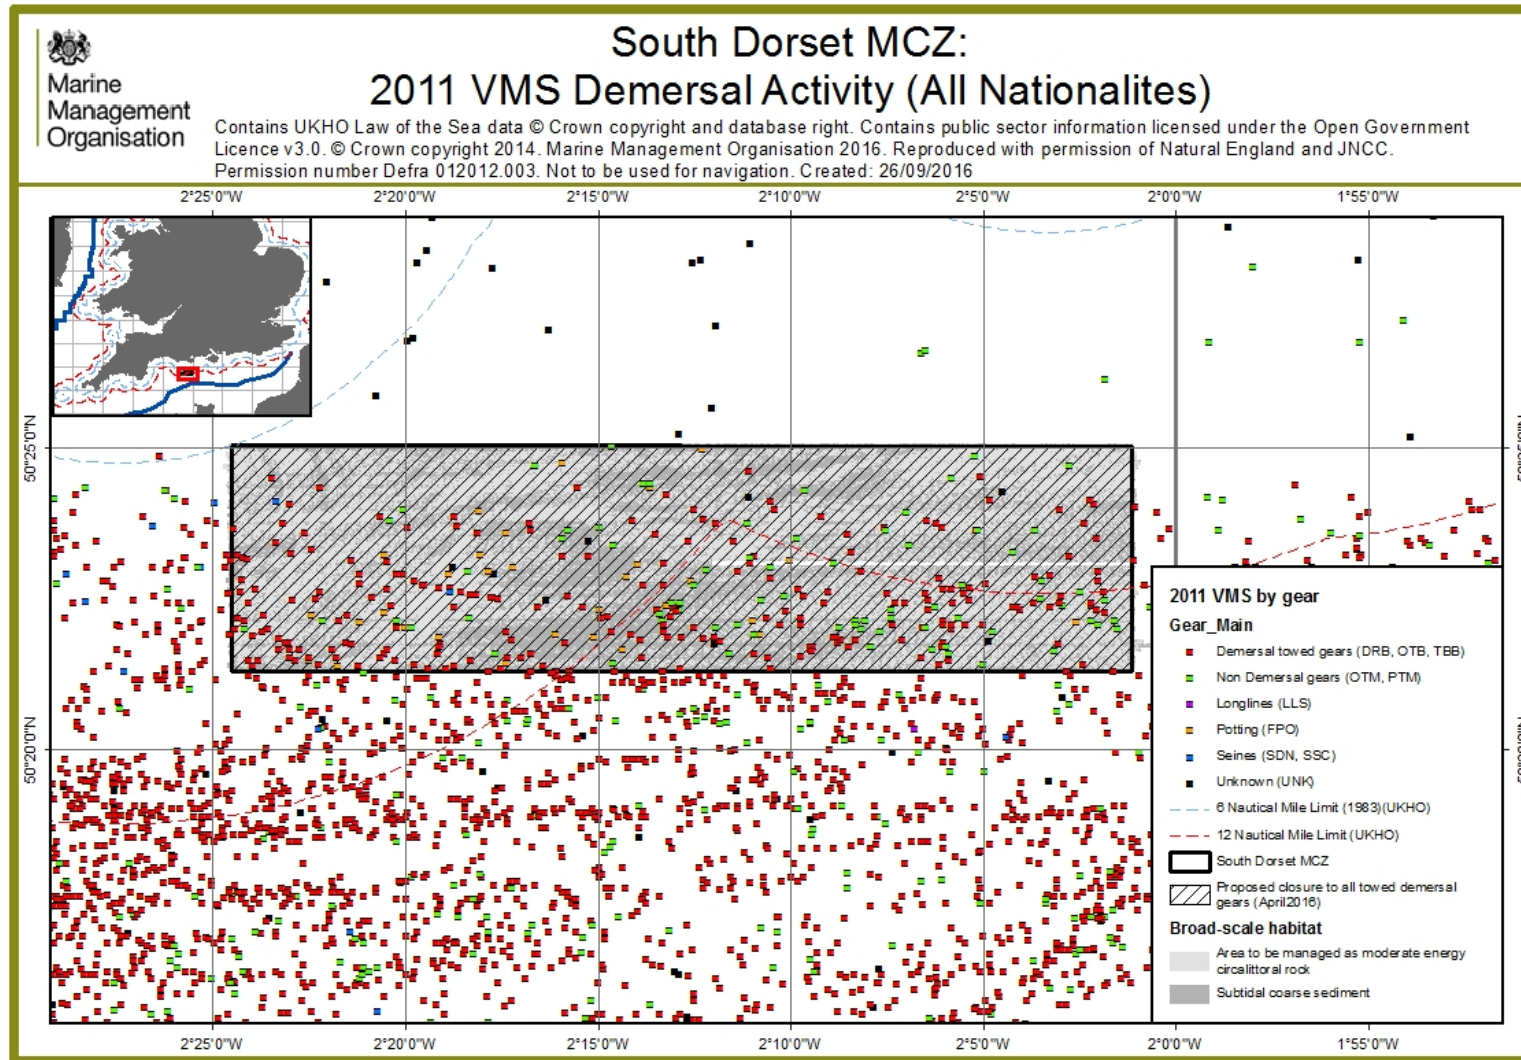 South Dorset MCZ:
2011 VMS Demersal Activity (All Nationalites)
Marine
Management
Organisation
Contains UKHO Law of the Sea data © Crown copyright and database right. Contains public sector information licensed under the Open Government
Licence v3.0. © Crown copyright 2014. Marine Management Organisation 2016. Reproduced with permission of Natural England and JNCC.
Permission number Defra 012012.003. Not to be used for navigation. Created: 26/09/2016
2°25'0"W 2°20'0"W 2°15'0"W 2°10'0"W 2°5'0"W 2°0'0"W 1°55'0"W
50°25'0"N
50°20'0"N
2011 VMS by gear
Gear_Main
Demersal towed gears (DRB, OTB, TBB)
Non Demersal gears (OTM, PTM)
Longlines (LLS)
Potting (FPO)
Seines (SDN, SSC)
Unknown (UNK)
6 Nautical Mile Limit (1983)(UKHO)
12 Nautical Mile Limit (UKHO)
South Dorset MCZ
Proposed closure to all towed demersal
gears (April2016)
Broad-scale habitat
Area to be managed as moderate energy
circalittoral rock
Subtidal coarse sediment
2°25'0"W 2°20'0"W 2°15'0"W 2°10'0"W 2°5'0"W 2°0'0"W 1°55'0"W